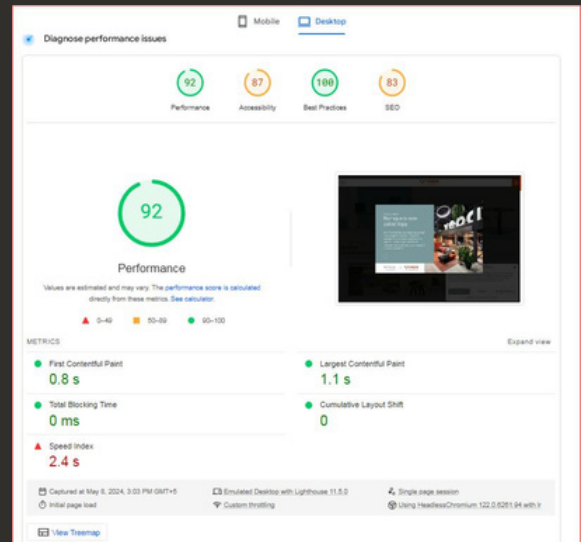 Mobile Desktop
Diagnose performance issues
92 87 100 83
Performance Accessibility Best Practices SEO
92
Performance
Values are estimated and may vary. The performance score is calculated
directly from these metrics. See calculator.
0–49 50–89 90–100
METRICS Expand view
First Contentful Paint Largest Contentful Paint
0.8 s 1.1 s
Total Blocking Time Cumulative Layout Shift
0 ms 0
Speed Index
2.4 s
Captured at May 8, 2024, 3:03 PM GMT+5 Emulated Desktop with Lighthouse 11.5.0 Single page session
Initial page load Custom throttling Using HeadlessChromium 122.0.6261.94 with lr
View Treemap